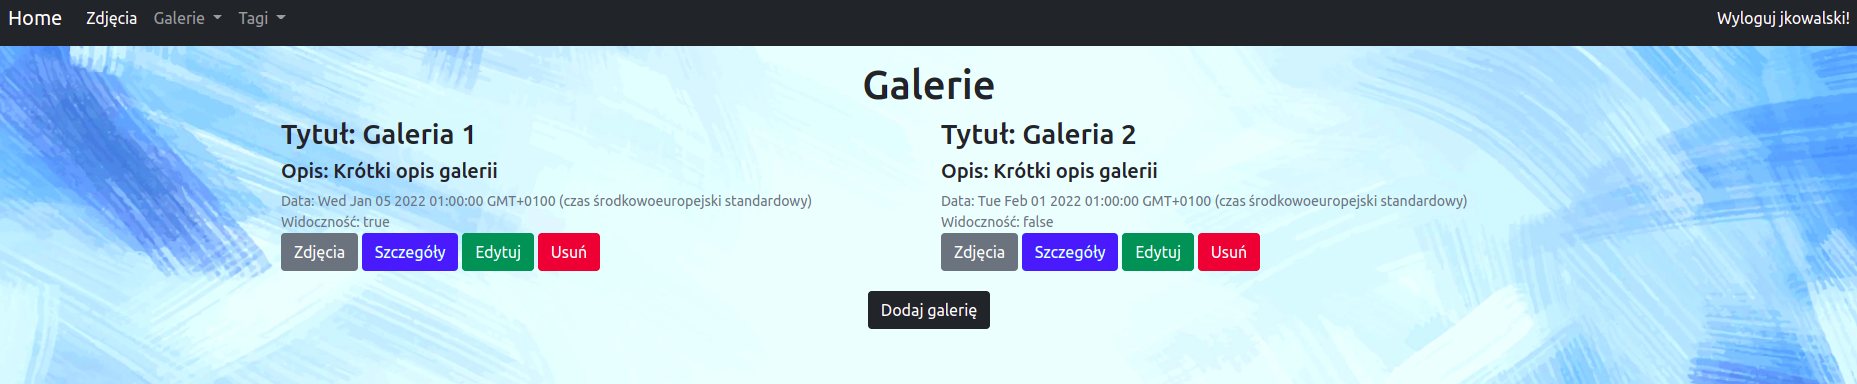 Home Zdjęcia Galerie Tagi Wyloguj jkowalski!
Galerie
Tytuł: Galeria 1
Opis: Krótki opis galerii
Data: Wed Jan 05 2022 01:00:00 GMT+0100 (czas środkowoeuropejski standardowy)
Widoczność: true
Zdjęcia Szczegóły Edytuj Usuń
Tytuł: Galeria 2
Opis: Krótki opis galerii
Data: Tue Feb 01 2022 01:00:00 GMT+0100 (czas środkowoeuropejski standardowy)
Widoczność: false
Zdjęcia Szczegóły Edytuj Usuń
Dodaj galerię